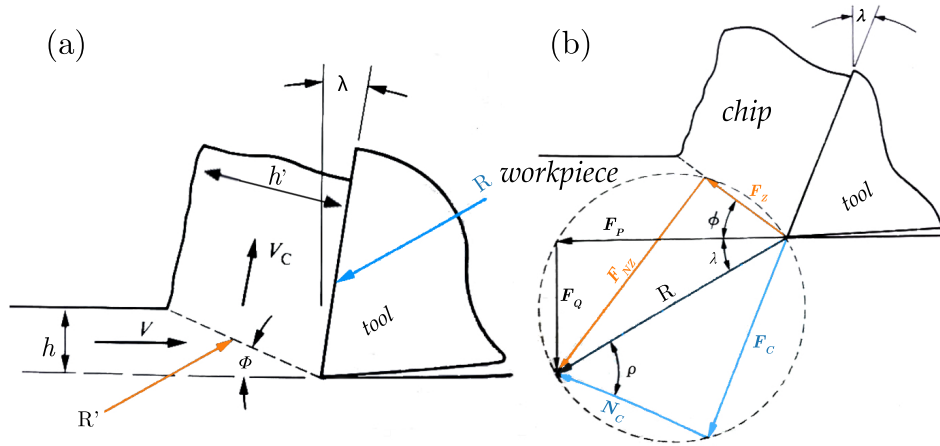 (a)
λ
h'
R
V_C
tool
h
V
Φ
R'
(b)
λ
chip
workpiece
F_Z
tool
F_P
ϕ
λ
F_NZ
R
F_Q
F_C
ρ
N_C